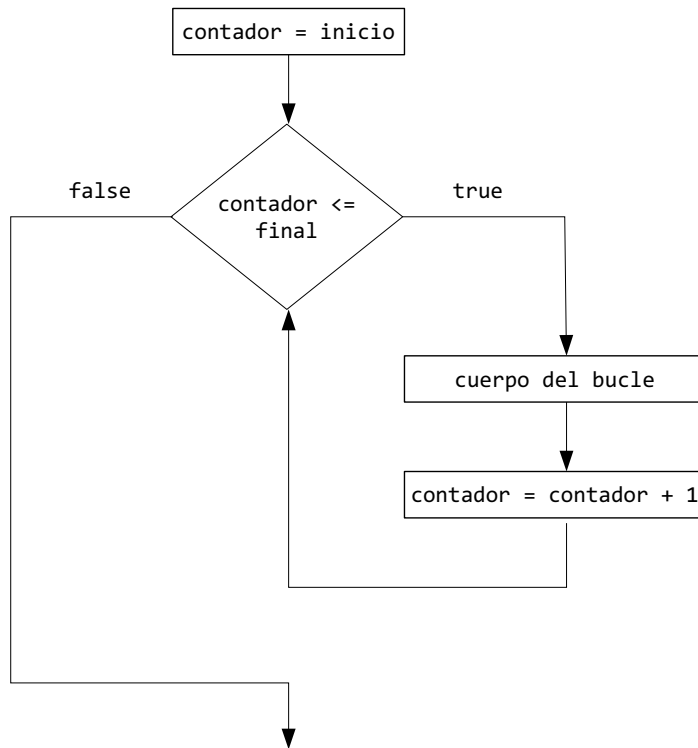 contador = inicio
false
true
contador <=
final
cuerpo del bucle
contador = contador + 1